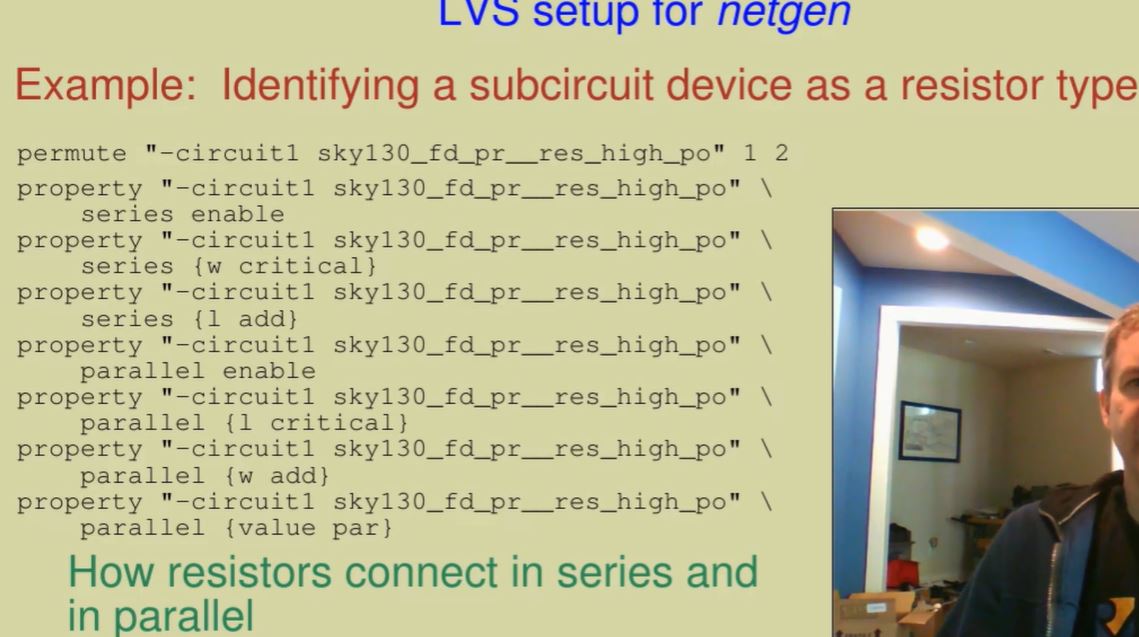 LVS setup for netgen
Example: Identifying a subcircuit device as a resistor type
permute "-circuit1 sky130_fd_pr__res_high_po" 1 2
property "-circuit1 sky130_fd_pr__res_high_po" \
series enable
property "-circuit1 sky130_fd_pr__res_high_po" \
series {w critical}
property "-circuit1 sky130_fd_pr__res_high_po" \
series {l add}
property "-circuit1 sky130_fd_pr__res_high_po" \
parallel enable
property "-circuit1 sky130_fd_pr__res_high_po" \
parallel {l critical}
property "-circuit1 sky130_fd_pr__res_high_po" \
parallel {w add}
property "-circuit1 sky130_fd_pr__res_high_po" \
parallel {value par}
How resistors connect in series and
in parallel